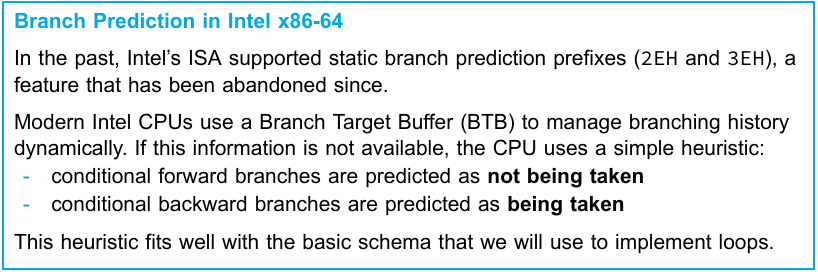 Branch Prediction in Intel x86-64
In the past, Intel’s ISA supported static branch prediction prefixes (2EH and 3EH), a
feature that has been abandoned since.
Modern Intel CPUs use a Branch Target Buffer (BTB) to manage branching history
dynamically. If this information is not available, the CPU uses a simple heuristic:
- conditional forward branches are predicted as not being taken
- conditional backward branches are predicted as being taken
This heuristic fits well with the basic schema that we will use to implement loops.